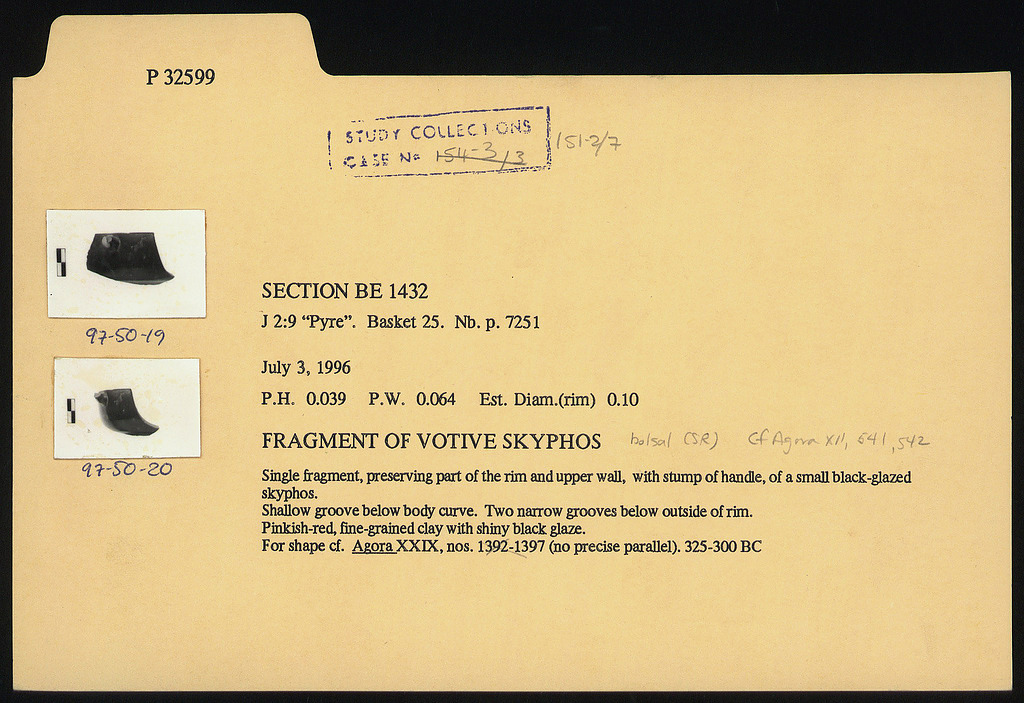 P 32599
STUDY COLLECTIONS
CASE No 154-3/3 151-2/7
97-50-19
97-50-20
SECTION BE 1432
J 2:9 “Pyre”. Basket 25. Nb. p. 7251
July 3, 1996
P.H. 0.039 P.W. 0.064 Est. Diam.(rim) 0.10
FRAGMENT OF VOTIVE SKYPHOS bolsal (SR) Cf Agora XII, 541, 542
Single fragment, preserving part of the rim and upper wall, with stump of handle, of a small black-glazed
skyphos.
Shallow groove below body curve. Two narrow grooves below outside of rim.
Pinkish-red, fine-grained clay with shiny black glaze.
For shape cf. Agora XXIX, nos. 1392-1397 (no precise parallel). 325-300 BC